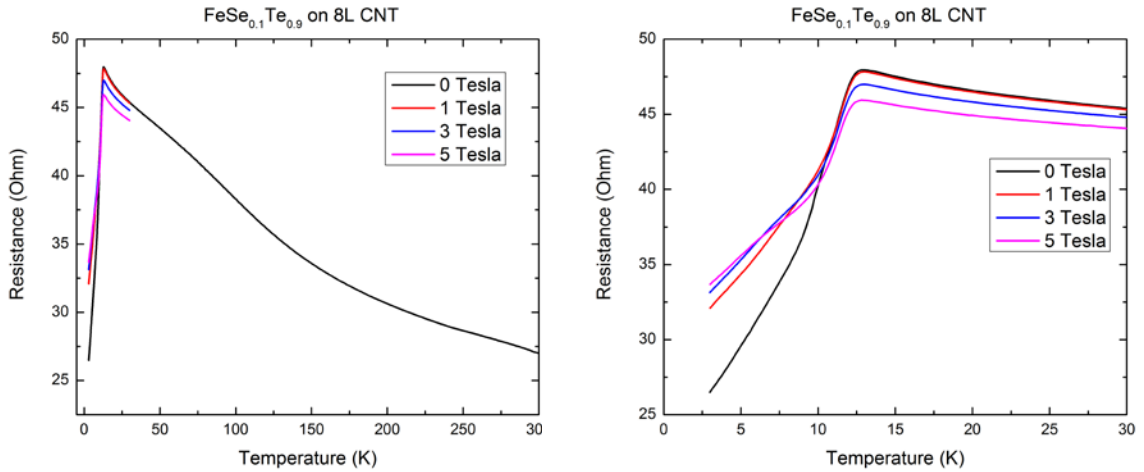 FeSe0.1Te0.9 on 8L CNT
50
45
40
35
30
25
0
50
100
150
200
250
30
Resistance (Ohm)
Temperature (K)
0 Tesla
1 Tesla
3 Tesla
5 Tesla
FeSe0.1Te0.9 on 8L CNT
50
45
40
35
30
25
0
5
10
15
20
25
30
Resistance (Ohm)
Temperature (K)
0 Tesla
1 Tesla
3 Tesla
5 Tesla